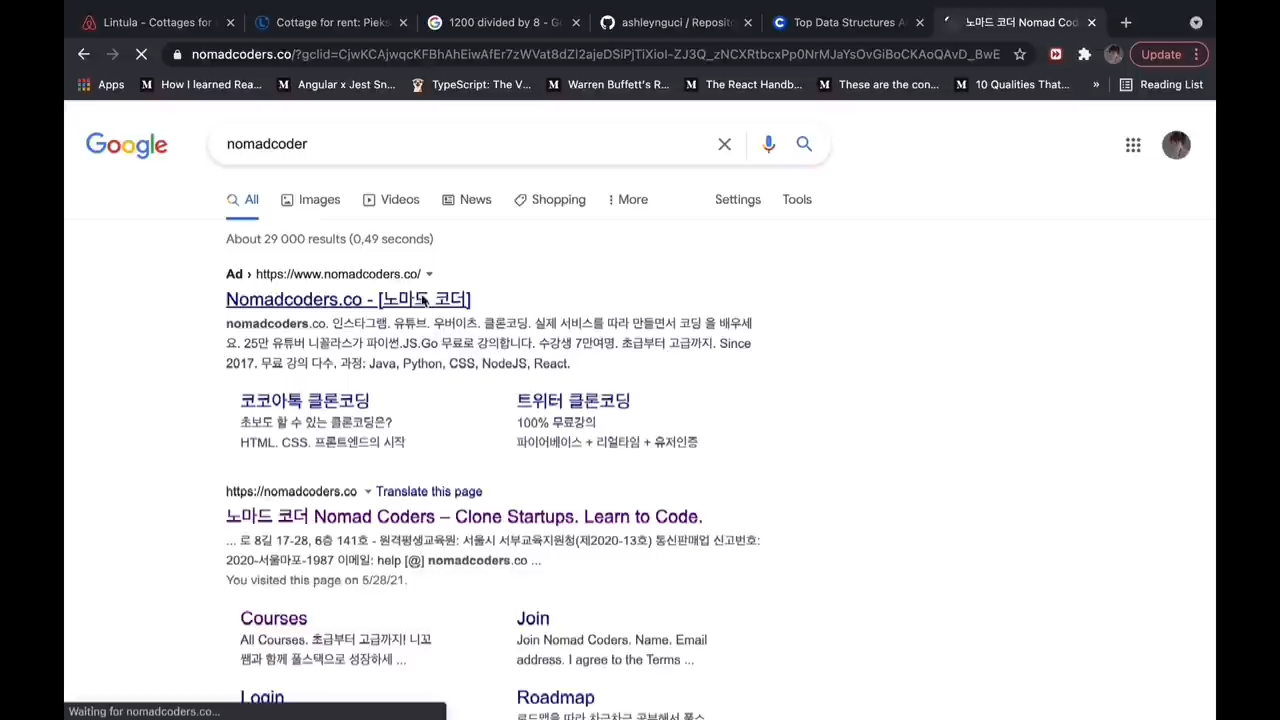 Lintula - Cottages for
Cottage for rent: Pieks
1200 divided by 8 - G
ashleynguci / Reposito
Top Data Structures A
노마드 코더 Nomad Cod
nomadcoders.co/?gclid=CjwKCAjwqcKFBhAhEiwAfEr7zWVat8dZl2ajeDSiPjTiXiol-ZJ3Q_zNCXRtbcxPp0NrMJaYsOvGiBoCKAoQAvD_BwE
Update
Apps
How I learned Rea...
Angular x Jest Sn...
TypeScript: The V...
Warren Buffett's R...
The React Handb...
These are the con...
10 Qualities That...
»
Reading List
Google
nomadcoder
All
Images
Videos
News
Shopping
More
Settings
Tools
About 29 000 results (0,49 seconds)
Ad › https://www.nomadcoders.co/
Nomadcoders.co - [노마드 코더]
nomadcoders.co. 인스타그램. 유튜브. 우버이츠. 클론코딩. 실제 서비스를 따라 만들면서 코딩 을 배우세
요. 25만 유튜버 니꼴라스가 파이썬.JS.Go 무료로 강의합니다. 수강생 7만여명. 초급부터 고급까지. Since
2017. 무료 강의 다수. 과정: Java, Python, CSS, NodeJS, React.
코코아톡 클론코딩
초보도 할 수 있는 클론코딩은?
HTML. CSS. 프론트엔드의 시작
트위터 클론코딩
100% 무료강의
파이어베이스 + 리얼타임 + 유저인증
https://nomadcoders.co
Translate this page
노마드 코더 Nomad Coders – Clone Startups. Learn to Code.
... 로 8길 17-28, 6층 141호 - 원격평생교육원: 서울시 서부교육지원청(제2020-13호) 통신판매업 신고번호:
2020-서울마포-1987 이메일: help [@] nomadcoders.co ...
You visited this page on 5/28/21.
Courses
All Courses. 초급부터 고급까지! 니꼬
쌤과 함께 풀스택으로 성장하세 ...
Join
Join Nomad Coders. Name. Email
address. I agree to the Terms ...
Login
Roadmap
로드맵을 따라 차근차근 공부해서 풀스
Waiting for nomadcoders.co...